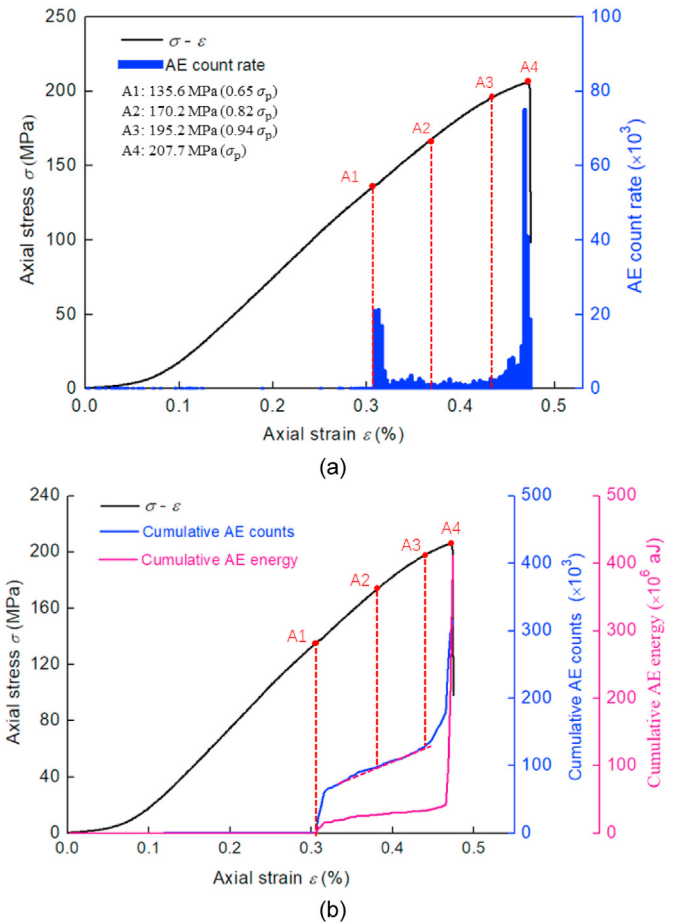 250
200
150
100
50
0
Axial stress σ (MPa)
σ - ε
AE count rate
A1: 135.6 MPa (0.65 σp)
A2: 170.2 MPa (0.82 σp)
A3: 195.2 MPa (0.94 σp)
A4: 207.7 MPa (σp)
A1
A2
A3
A4
100
80
60
40
20
0
AE count rate (×10³)
0.0 0.1 0.2 0.3 0.4 0.5
Axial strain ε (%)
(a)
240
200
160
120
80
40
0
Axial stress σ (MPa)
σ - ε
Cumulative AE counts
Cumulative AE energy
A1
A2
A3
A4
500
400
300
200
100
0
Cumulative AE counts (×10³)
500
400
300
200
100
0
Cumulative AE energy (×10⁶ aJ)
0.0 0.1 0.2 0.3 0.4 0.5
Axial strain ε (%)
(b)